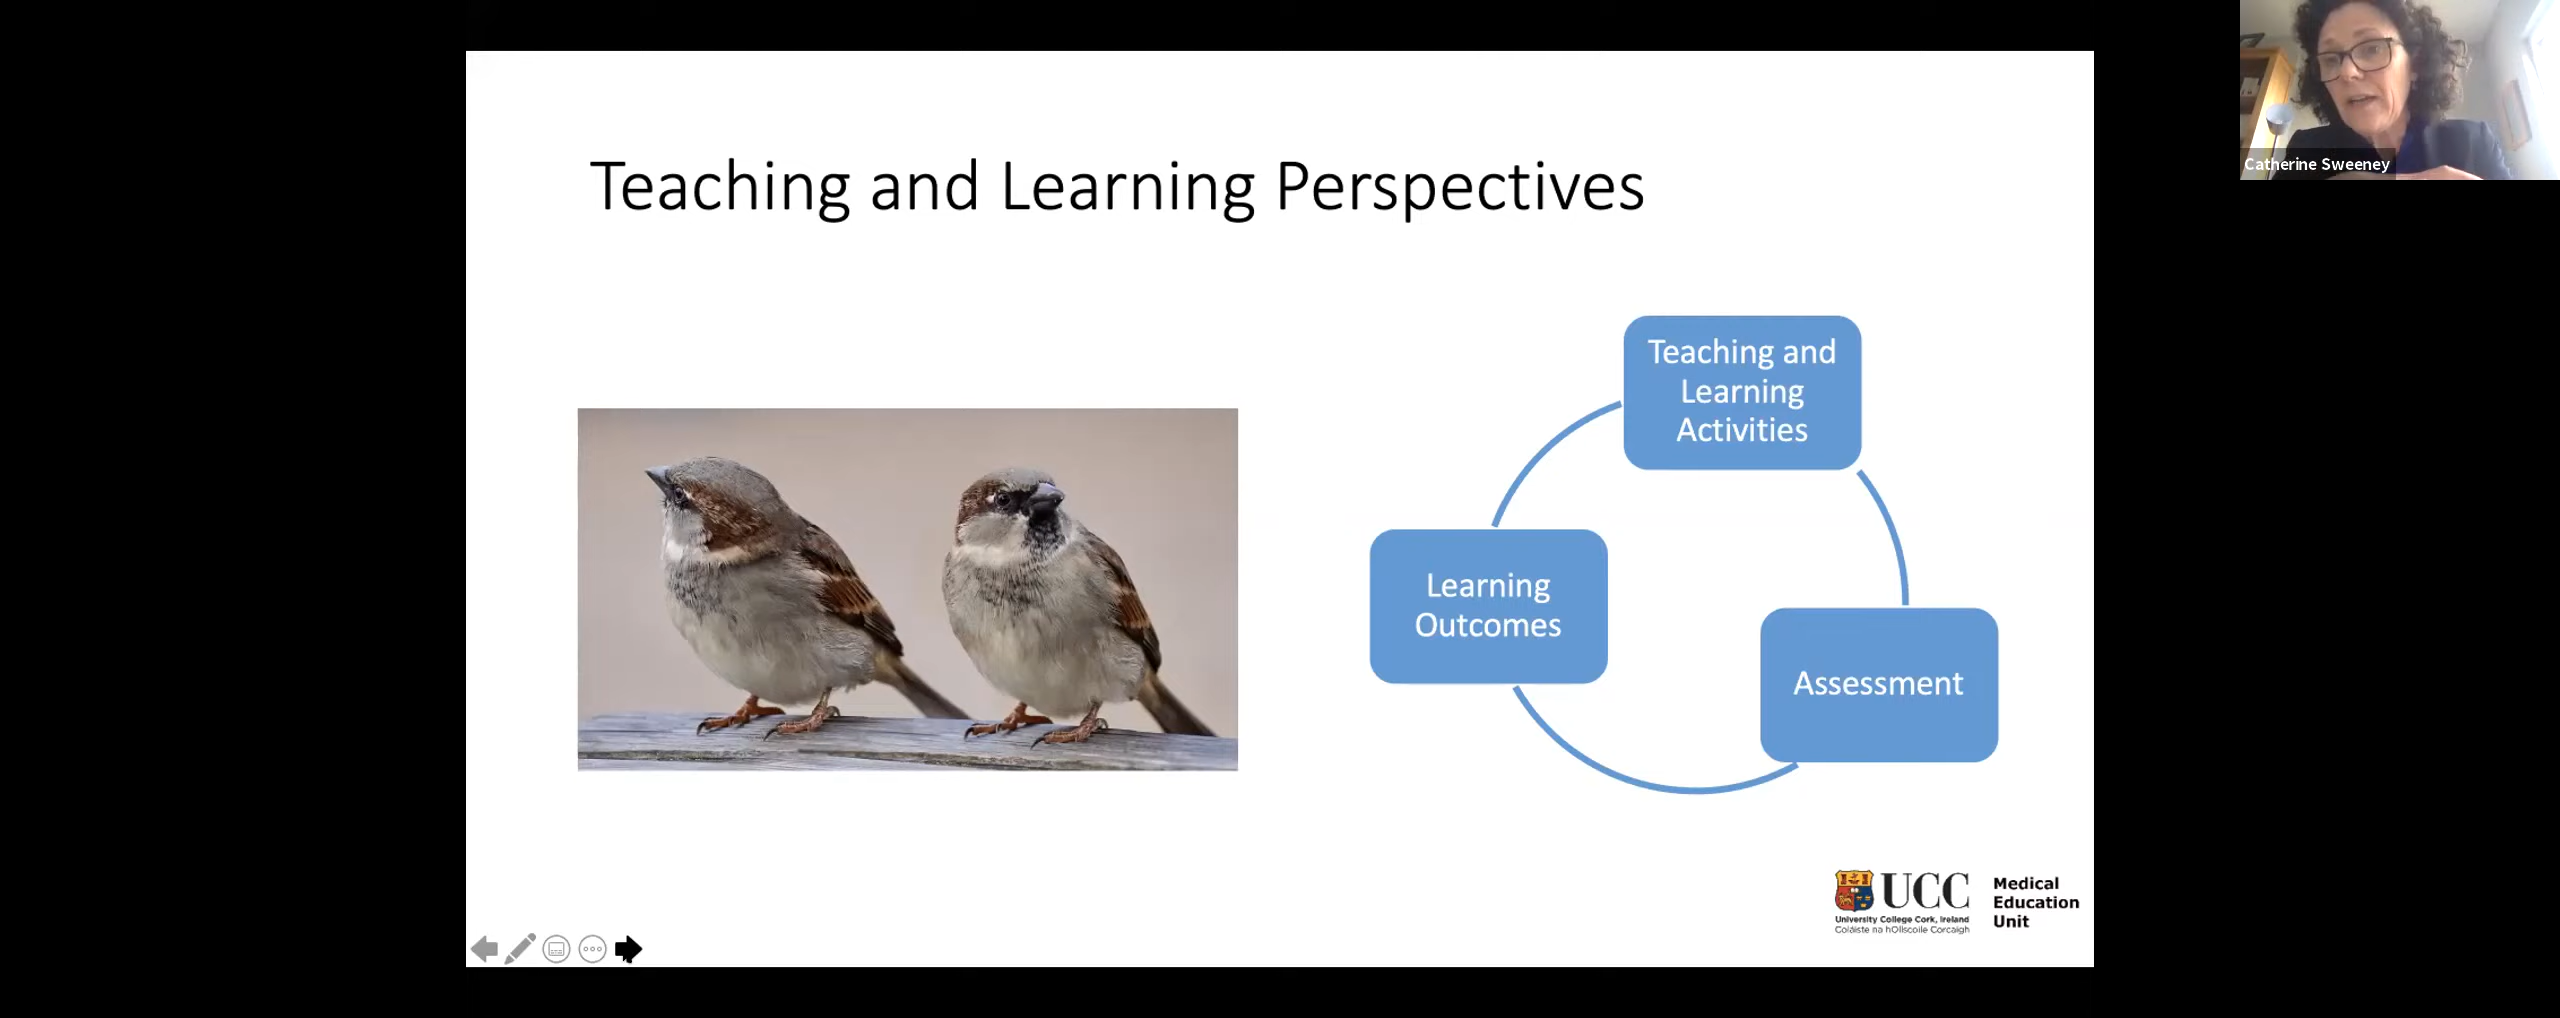 Teaching and Learning Perspectives
Teaching and
Learning
Activities
Learning
Outcomes
Assessment
UCC
University College Cork, Ireland
Coláiste na hOllscoile Corcaigh
Medical
Education
Unit
Catherine Sweeney